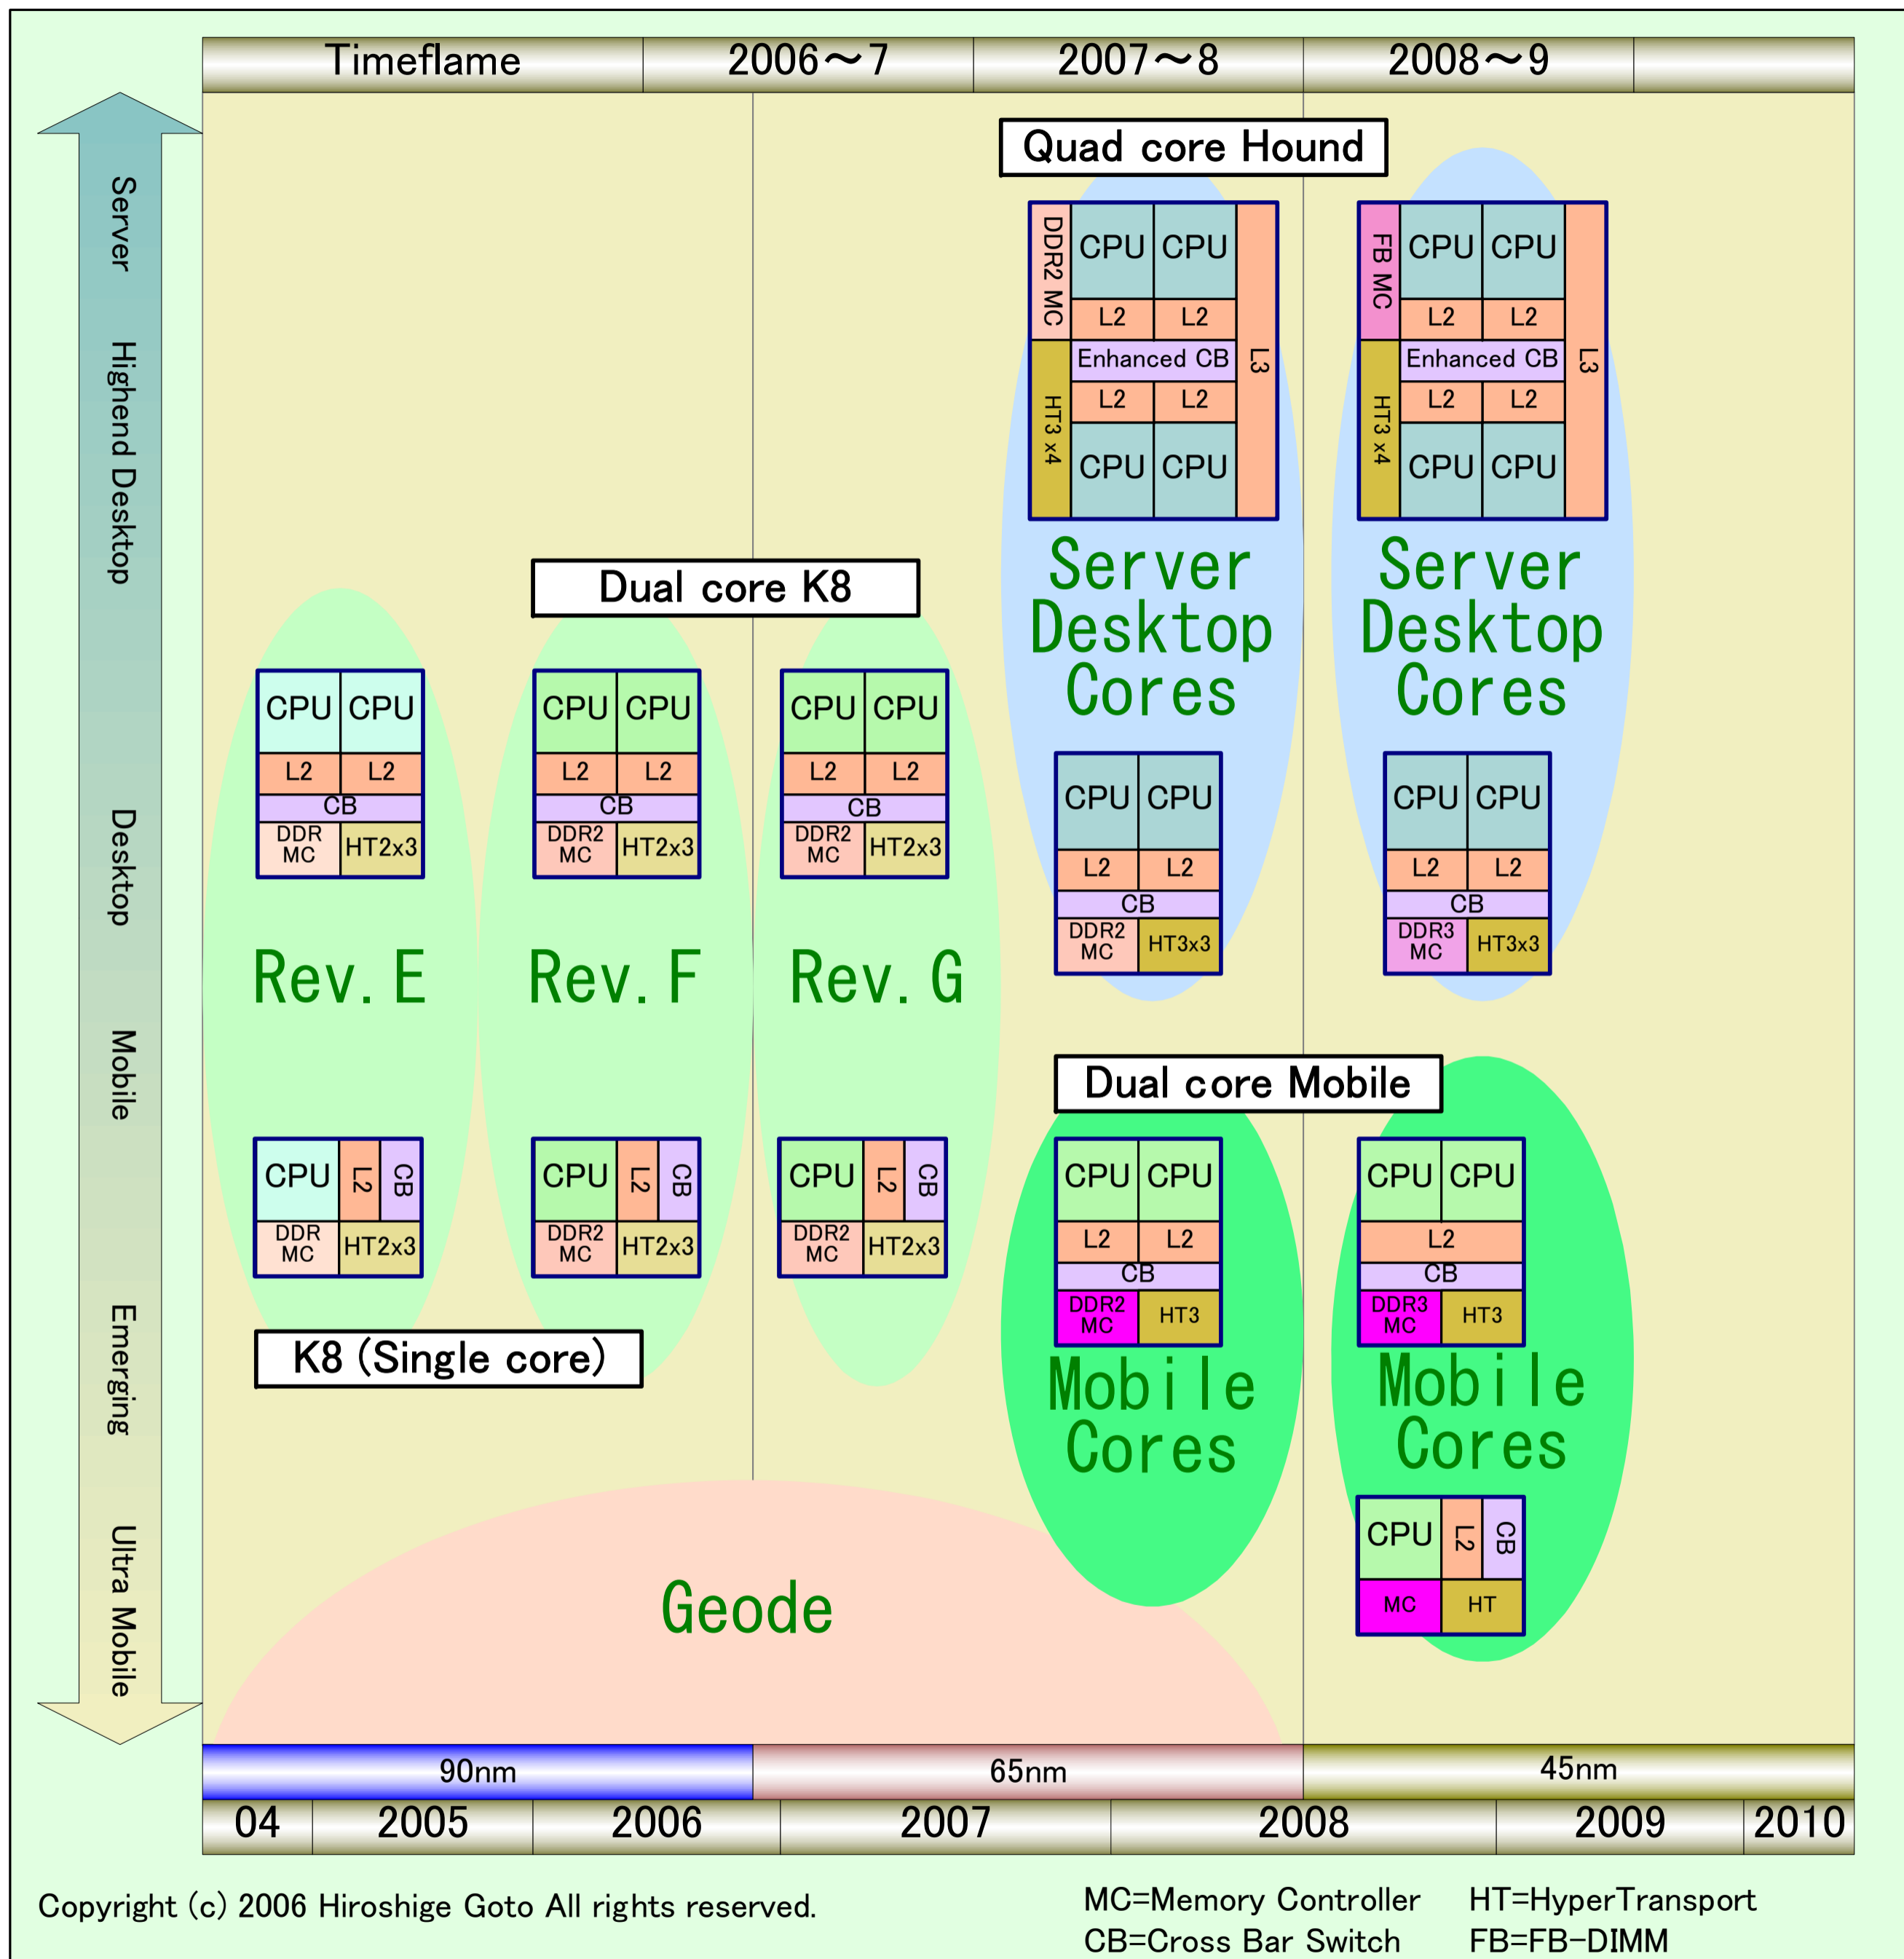 Timeflame 2006～7 2007～8 2008～9
Server
Highend Desktop
Desktop
Mobile
Emerging
Ultra Mobile
Quad core Hound
DDR2 MC
CPU CPU
L2 L2
Enhanced CB
L3
HT3 x4
L2 L2
CPU CPU
FB MC
CPU CPU
L2 L2
Enhanced CB
L3
HT3 x4
L2 L2
CPU CPU
Server
Desktop
Cores
Server
Desktop
Cores
Dual core K8
CPU CPU
L2 L2
CB
DDR
MC
HT2x3
CPU CPU
L2 L2
CB
DDR2
MC
HT2x3
CPU CPU
L2 L2
CB
DDR2
MC
HT2x3
CPU CPU
L2 L2
CB
DDR2
MC
HT3x3
CPU CPU
L2 L2
CB
DDR3
MC
HT3x3
Rev.E
Rev.F
Rev.G
Dual core Mobile
CPU L2 CB
DDR
MC
HT2x3
CPU L2 CB
DDR2
MC
HT2x3
CPU L2 CB
DDR2
MC
HT2x3
CPU CPU
L2 L2
CB
DDR2
MC
HT3
CPU CPU
L2
CB
DDR3
MC
HT3
K8 (Single core)
Mobile
Cores
Mobile
Cores
CPU L2 CB
MC HT
Geode
90nm 65nm 45nm
04 2005 2006 2007 2008 2009 2010
Copyright (c) 2006 Hiroshige Goto All rights reserved.
MC=Memory Controller HT=HyperTransport
CB=Cross Bar Switch FB=FB-DIMM